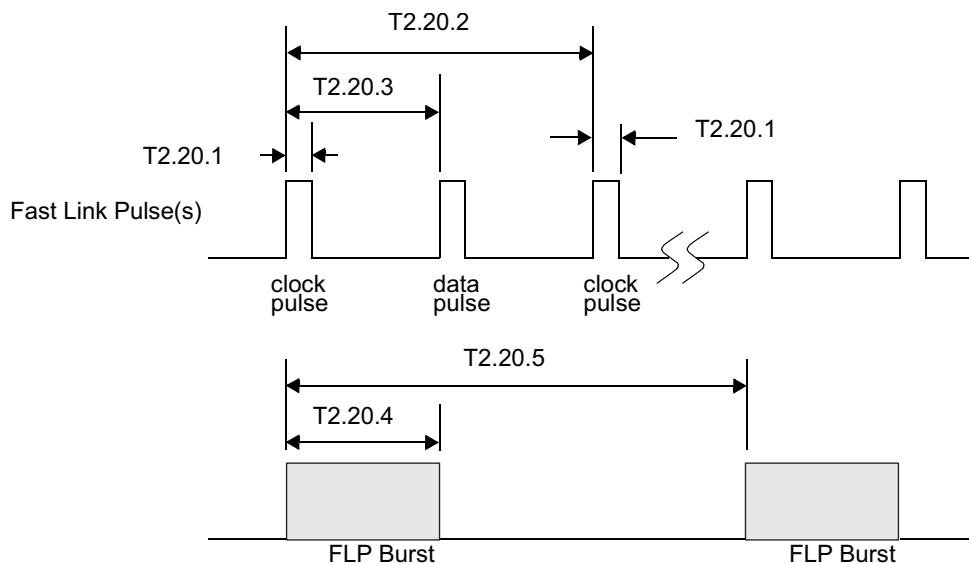 T2.20.2
T2.20.3
T2.20.1
T2.20.1
Fast Link Pulse(s)
clock
pulse
data
pulse
clock
pulse
T2.20.5
T2.20.4
FLP Burst
FLP Burst